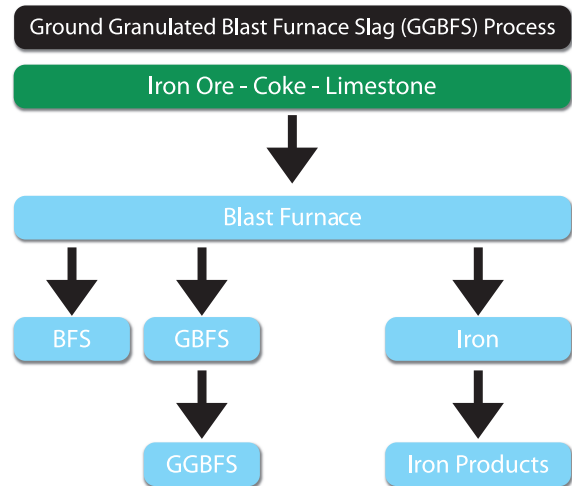 Ground Granulated Blast Furnace Slag (GGBFS) Process
Iron Ore - Coke - Limestone
Blast Furnace
BFS
GBFS
Iron
GGBFS
Iron Products